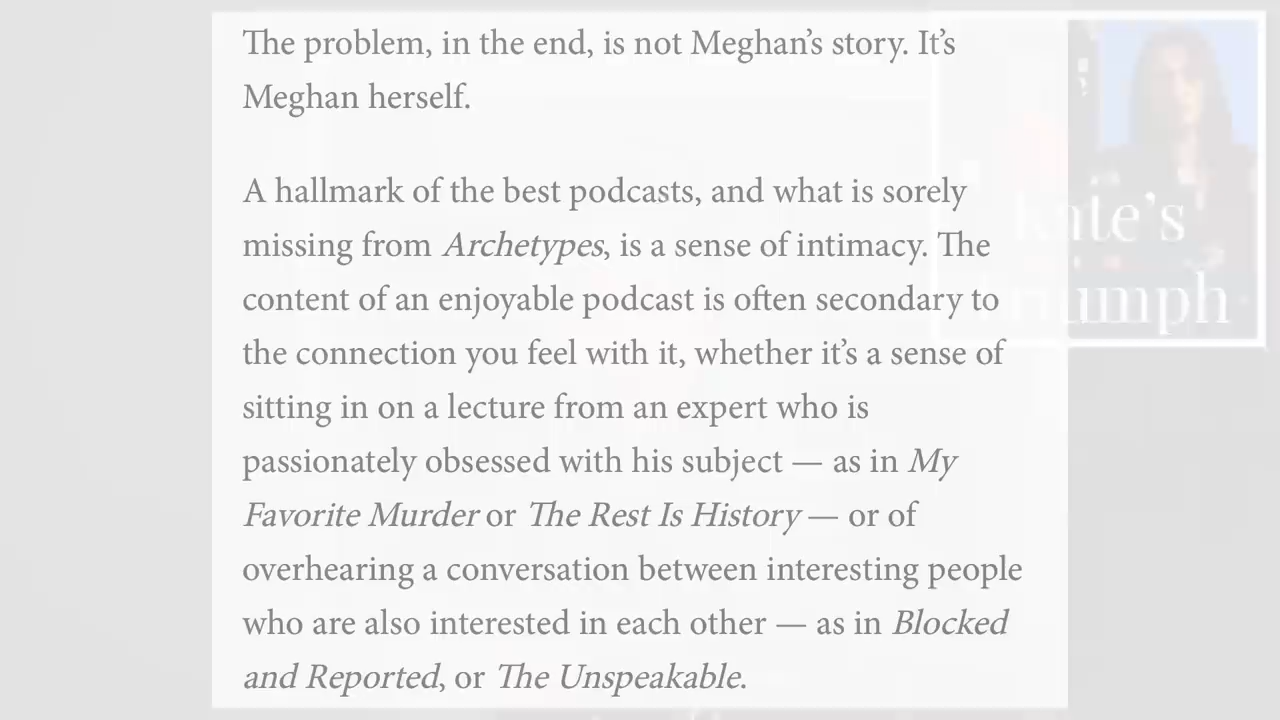 The problem, in the end, is not Meghan’s story. It’s
Meghan herself.
A hallmark of the best podcasts, and what is sorely
missing from Archetypes, is a sense of intimacy. The
content of an enjoyable podcast is often secondary to
the connection you feel with it, whether it’s a sense of
sitting in on a lecture from an expert who is
passionately obsessed with his subject — as in My
Favorite Murder or The Rest Is History — or of
overhearing a conversation between interesting people
who are also interested in each other — as in Blocked
and Reported, or The Unspeakable.
kate’s
triumph